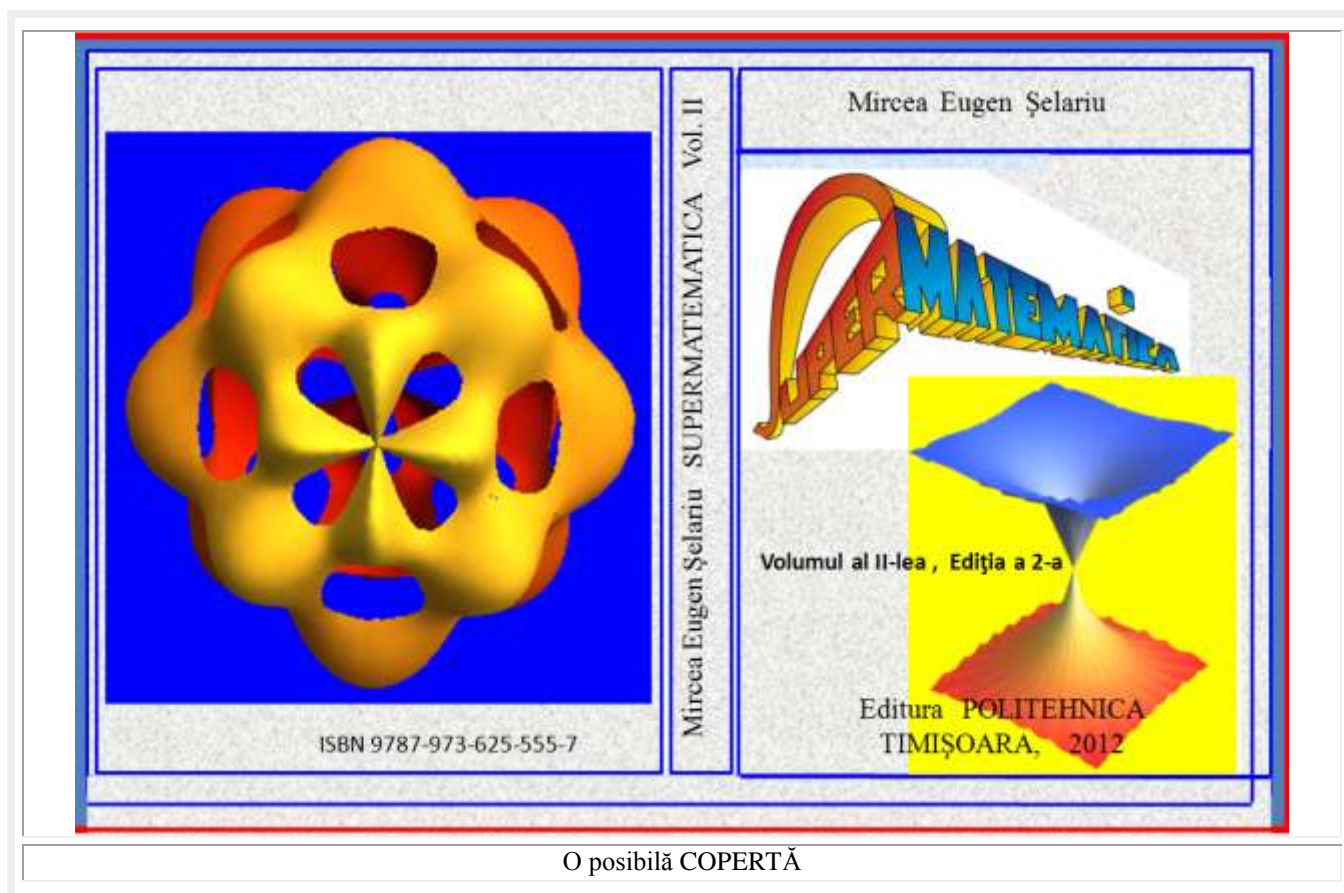 ISBN 9787-973-625-555-7
Mircea Eugen Şelariu SUPERMATEMATICA Vol. II
Mircea Eugen Şelariu
SUPERMATEMATICA
Volumul al II-lea , Ediţia a 2-a
Editura POLITEHNICA
TIMIŞOARA, 2012
O posibilă COPERTĂ